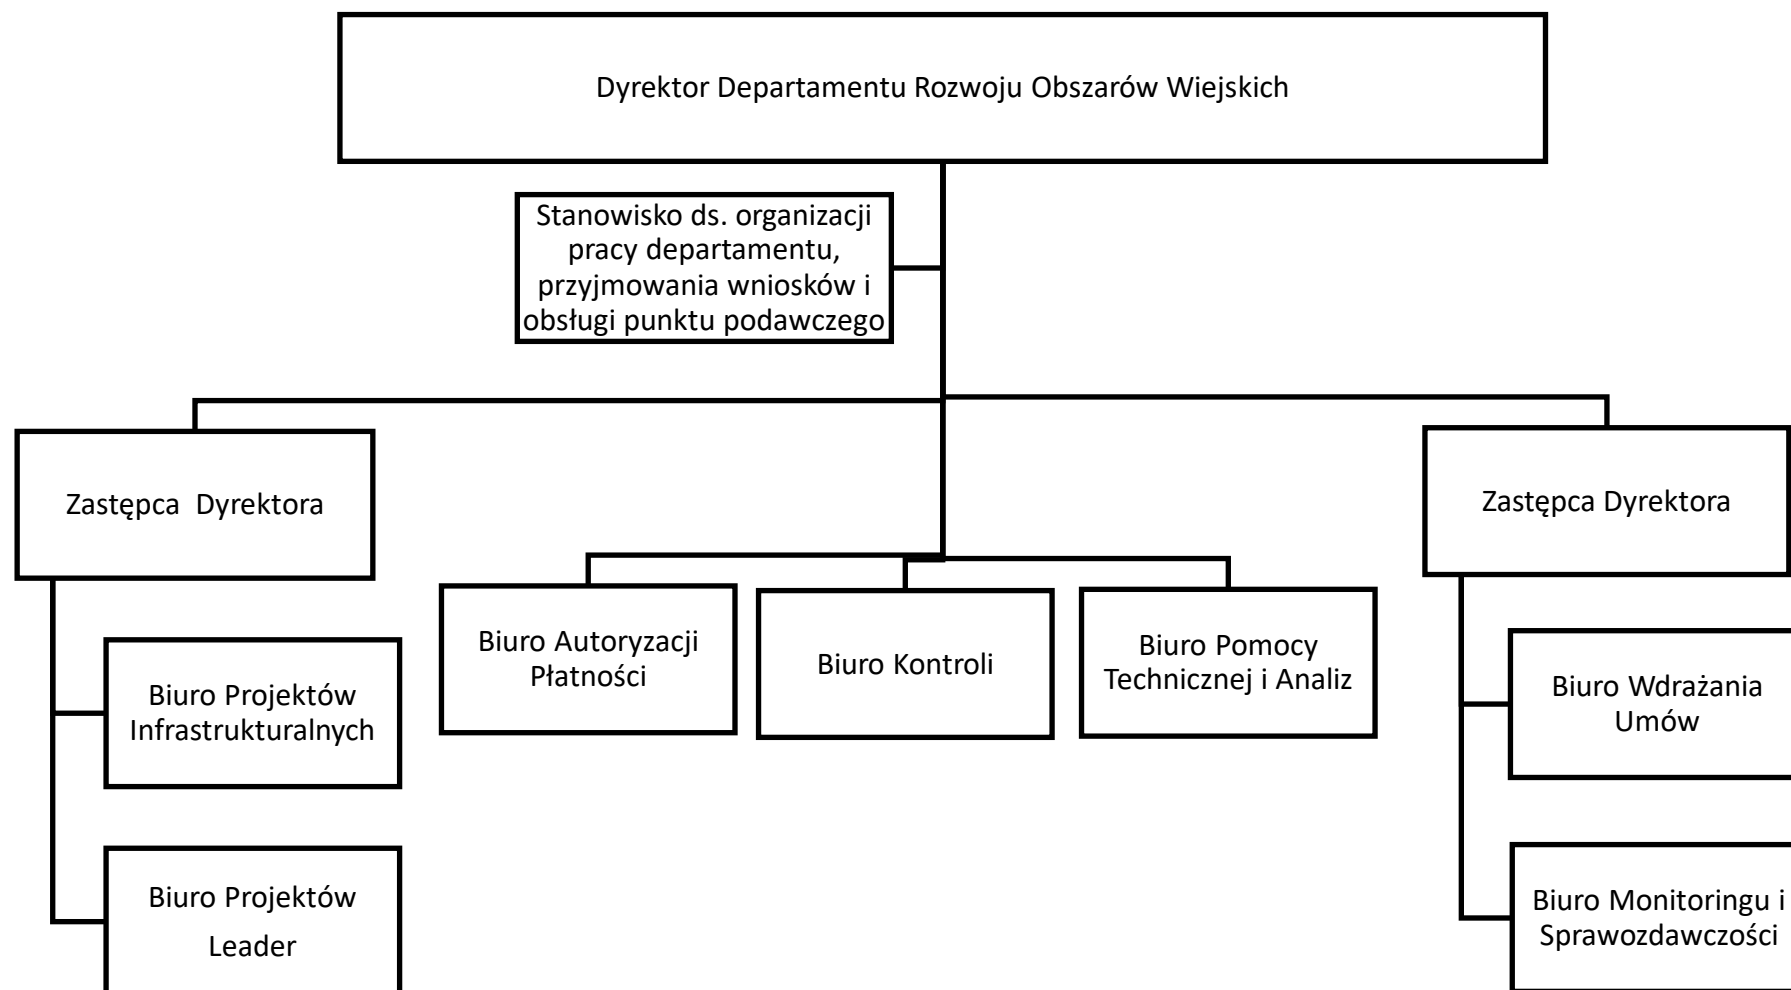 Dyrektor Departamentu Rozwoju Obszarów Wiejskich
Stanowisko ds. organizacji
pracy departamentu,
przyjmowania wniosków i
obsługi punktu podawczego
Zastępca  Dyrektora
Zastępca Dyrektora
Biuro Autoryzacji
Płatności
Biuro Kontroli
Biuro Pomocy
Technicznej i Analiz
Biuro Projektów
Infrastrukturalnych
Biuro Wdrażania
Umów
Biuro Projektów
Leader
Biuro Monitoringu i
Sprawozdawczości